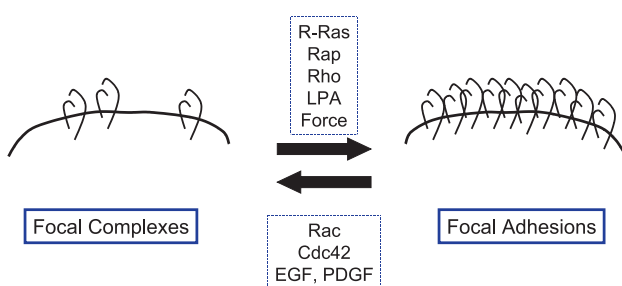 R-Ras
Rap
Rho
LPA
Force
Focal Complexes
Focal Adhesions
Rac
Cdc42
EGF, PDGF